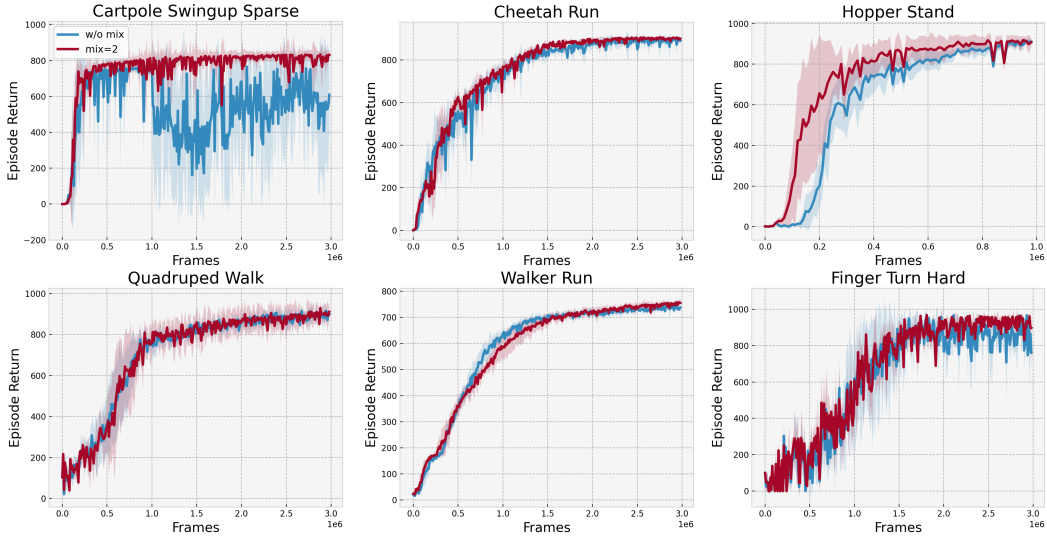 Cartpole Swingup Sparse
w/o mix
mix=2
Episode Return
1000
800
600
400
200
0
−200
0.0 0.5 1.0 1.5 2.0 2.5 3.0
1e6
Frames
Cheetah Run
Episode Return
800
600
400
200
0
0.0 0.5 1.0 1.5 2.0 2.5 3.0
1e6
Frames
Hopper Stand
Episode Return
1000
800
600
400
200
0
0.0 0.2 0.4 0.6 0.8 1.0
1e6
Frames
Quadruped Walk
Episode Return
1000
800
600
400
200
0
0.0 0.5 1.0 1.5 2.0 2.5 3.0
1e6
Frames
Walker Run
Episode Return
800
700
600
500
400
300
200
100
0
0.0 0.5 1.0 1.5 2.0 2.5 3.0
1e6
Frames
Finger Turn Hard
Episode Return
1000
800
600
400
200
0
0.0 0.5 1.0 1.5 2.0 2.5 3.0
1e6
Frames